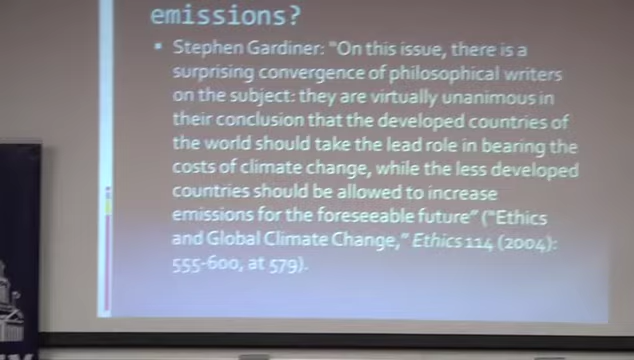 emissions?
▪ Stephen Gardiner: "On this issue, there is a
surprising convergence of philosophical writers
on the subject: they are virtually unanimous in
their conclusion that the developed countries of
the world should take the lead role in bearing the
costs of climate change, while the less developed
countries should be allowed to increase
emissions for the foreseeable future" ("Ethics
and Global Climate Change," Ethics 114 (2004):
555-600, at 579).